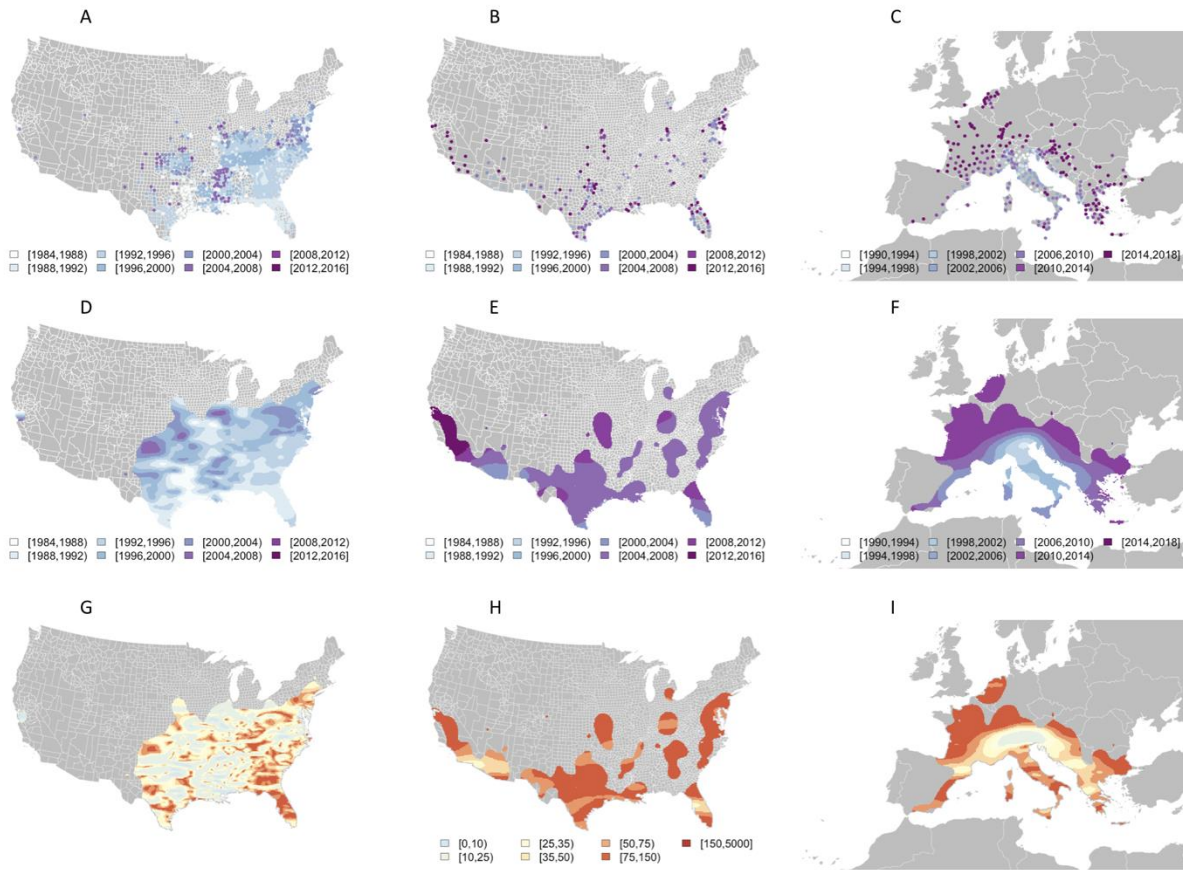 A B C
[1984,1988) [1992,1996) [2000,2004) [2008,2012) [1984,1988) [1992,1996) [2000,2004) [2008,2012) [1990,1994) [1998,2002) [2006,2010) [2014,2018]
[1988,1992) [1996,2000) [2004,2008) [2012,2016] [1988,1992) [1996,2000) [2004,2008) [2012,2016] [1994,1998) [2002,2006) [2010,2014)
D E F
[1984,1988) [1992,1996) [2000,2004) [2008,2012) [1984,1988) [1992,1996) [2000,2004) [2008,2012) [1990,1994) [1998,2002) [2006,2010) [2014,2018]
[1988,1992) [1996,2000) [2004,2008) [2012,2016] [1988,1992) [1996,2000) [2004,2008) [2012,2016] [1994,1998) [2002,2006) [2010,2014)
G H I
[0,10) [25,35) [50,75) [150,5000]
[10,25) [35,50) [75,150)